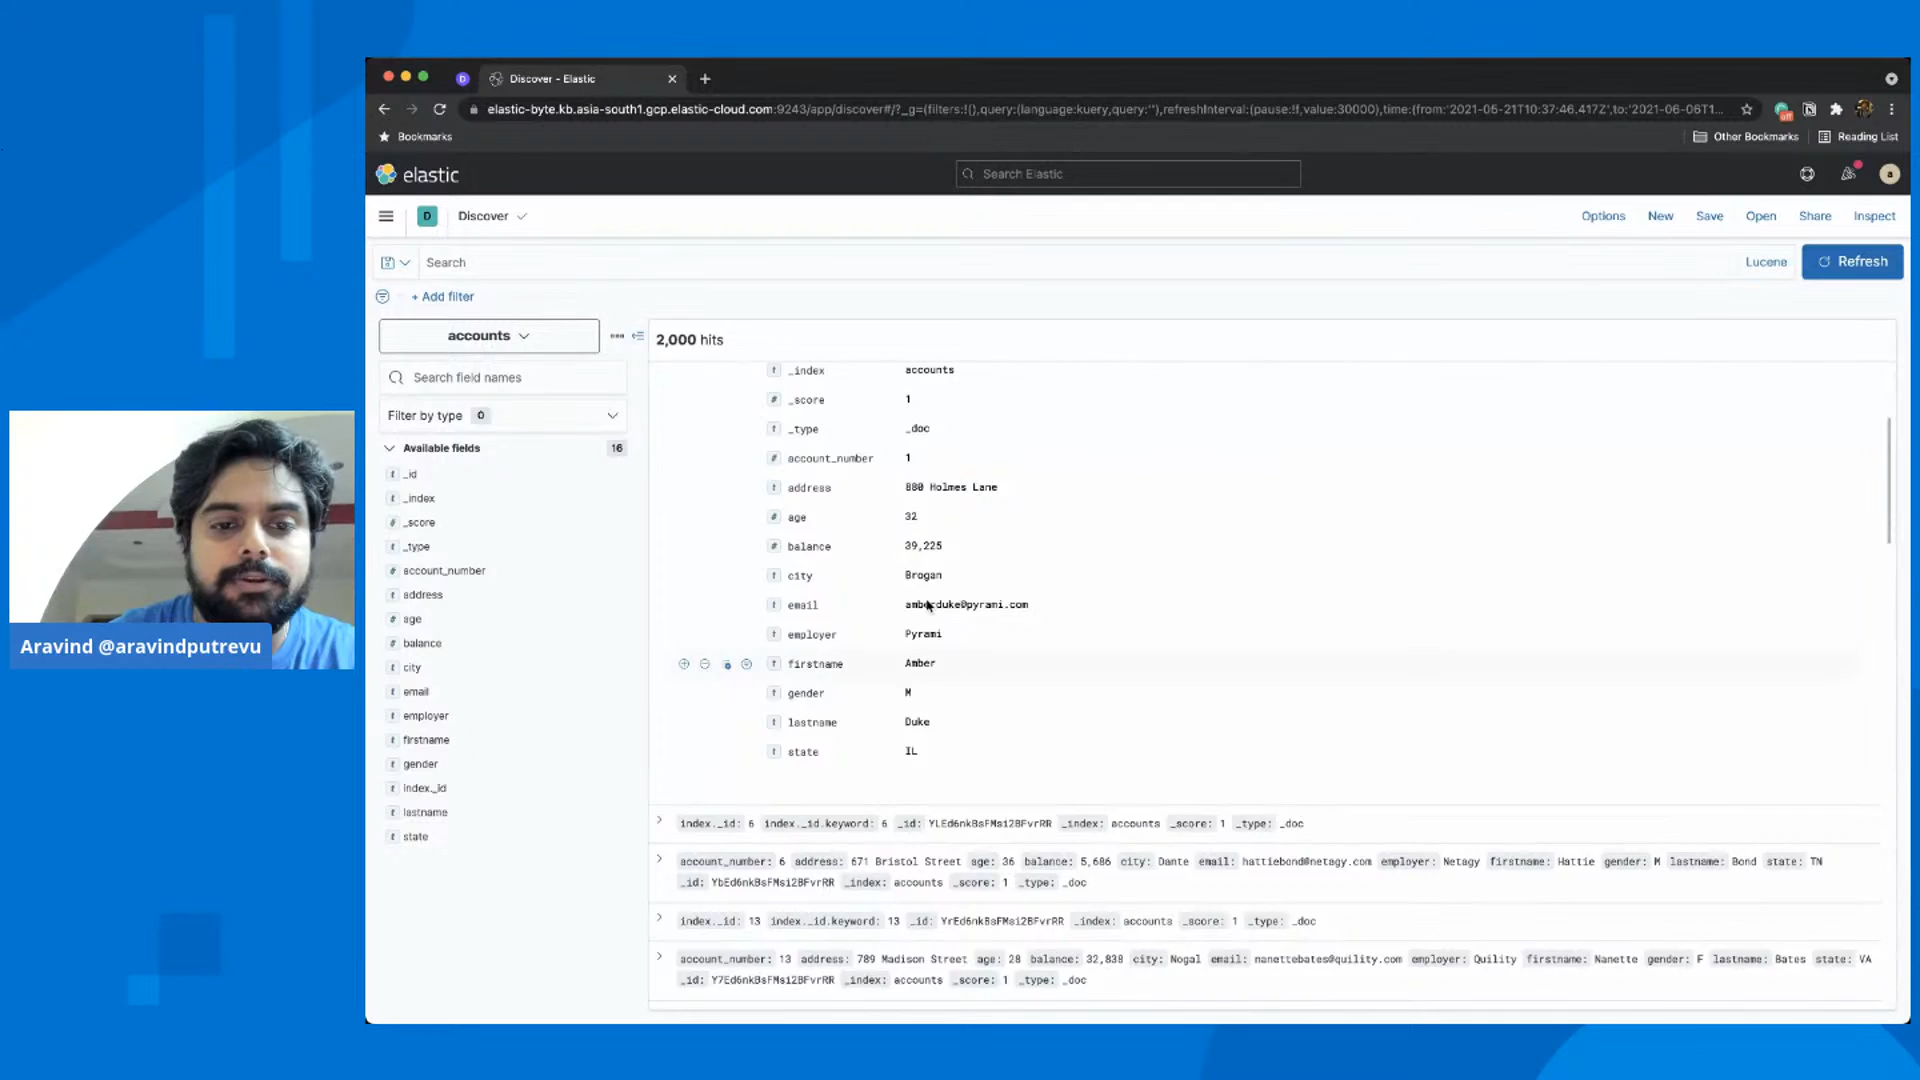 D
Discover - Elastic
elastic-byte.kb.asia-south1.gcp.elastic-cloud.com:9243/app/discover#/?_g=(filters:!(),query:(language:kuery,query:''),refreshInterval:(pause:!f,value:30000),time:(from:'2021-05-21T10:37:46.417Z',to:'2021-06-06T1...
off
Bookmarks
Other Bookmarks
Reading List
elastic
Search Elastic
a
D
Discover
Options
New
Save
Open
Share
Inspect
Search
Lucene
Refresh
+ Add filter
accounts
2,000 hits
Search field names
Filter by type 0
Available fields 16
t _id
t _index
# _score
t _type
# account_number
t address
# age
# balance
t city
t email
t employer
t firstname
t gender
t index._id
t lastname
t state
t _index accounts
# _score 1
t _type _doc
# account_number 1
t address 880 Holmes Lane
# age 32
# balance 39,225
t city Brogan
t email amberduke@pyrami.com
t employer Pyrami
t firstname Amber
t gender M
t lastname Duke
t state IL
index._id: 6 index._id.keyword: 6 _id: YLEd6nkBsFMsi2BFvrRR _index: accounts _score: 1 _type: _doc
account_number: 6 address: 671 Bristol Street age: 36 balance: 5,686 city: Dante email: hattiebond@netagy.com employer: Netagy firstname: Hattie gender: M lastname: Bond state: TN
_id: YbEd6nkBsFMsi2BFvrRR _index: accounts _score: 1 _type: _doc
index._id: 13 index._id.keyword: 13 _id: YrEd6nkBsFMsi2BFvrRR _index: accounts _score: 1 _type: _doc
account_number: 13 address: 789 Madison Street age: 28 balance: 32,838 city: Nogal email: nanettebates@quility.com employer: Quility firstname: Nanette gender: F lastname: Bates state: VA
_id: Y7Ed6nkBsFMsi2BFvrRR _index: accounts _score: 1 _type: _doc
Aravind @aravindputrevu